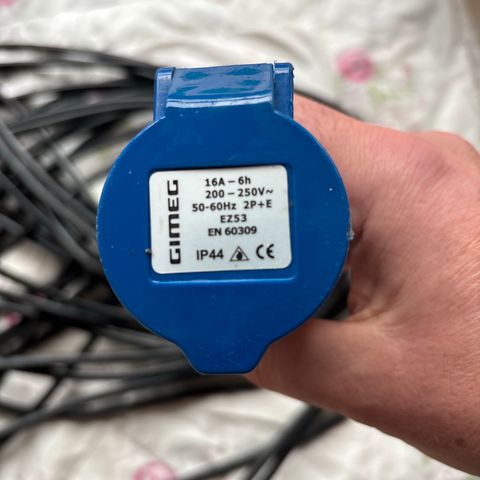 GIMEG
16A – 6h
200 – 250V~
50-60Hz 2P+E
EZ53
EN 60309
IP44 CE